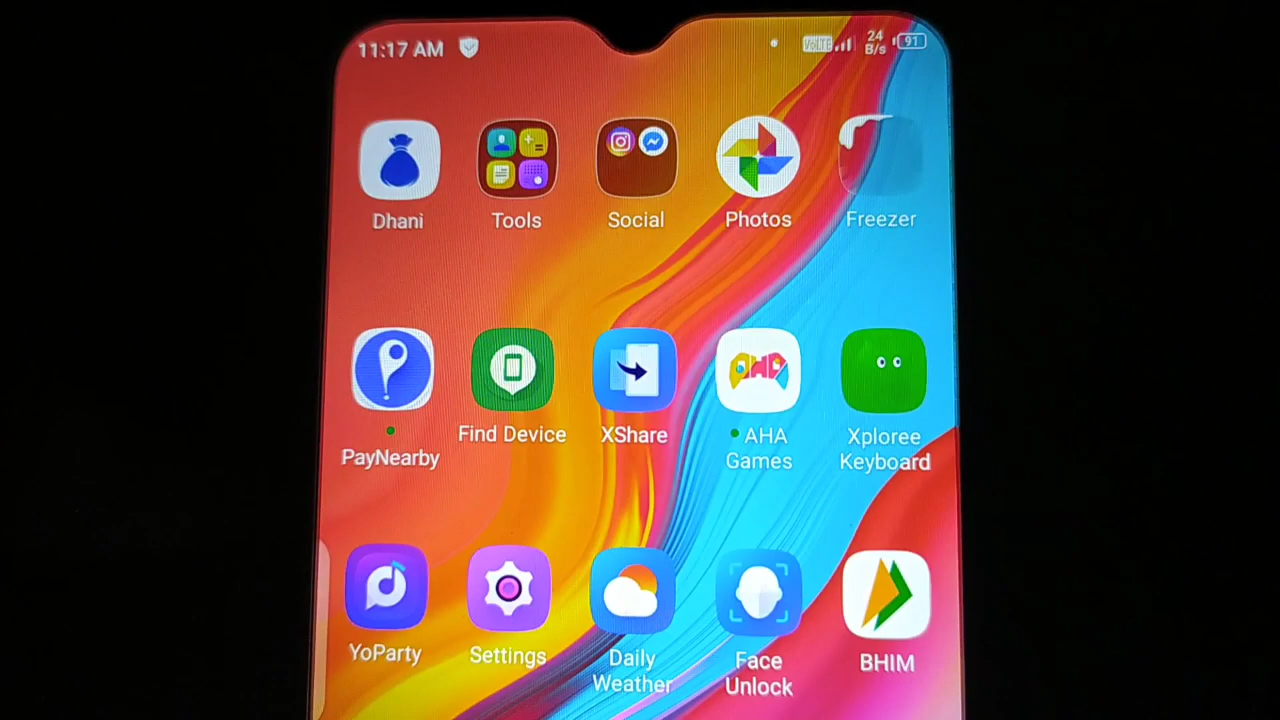 11:17 AM
VoLTE
24
B/s
91
Dhani
Tools
Social
Photos
Freezer
PayNearby
Find Device
XShare
AHA
Games
Xploree
Keyboard
YoParty
Settings
Daily
Weather
Face
Unlock
BHIM